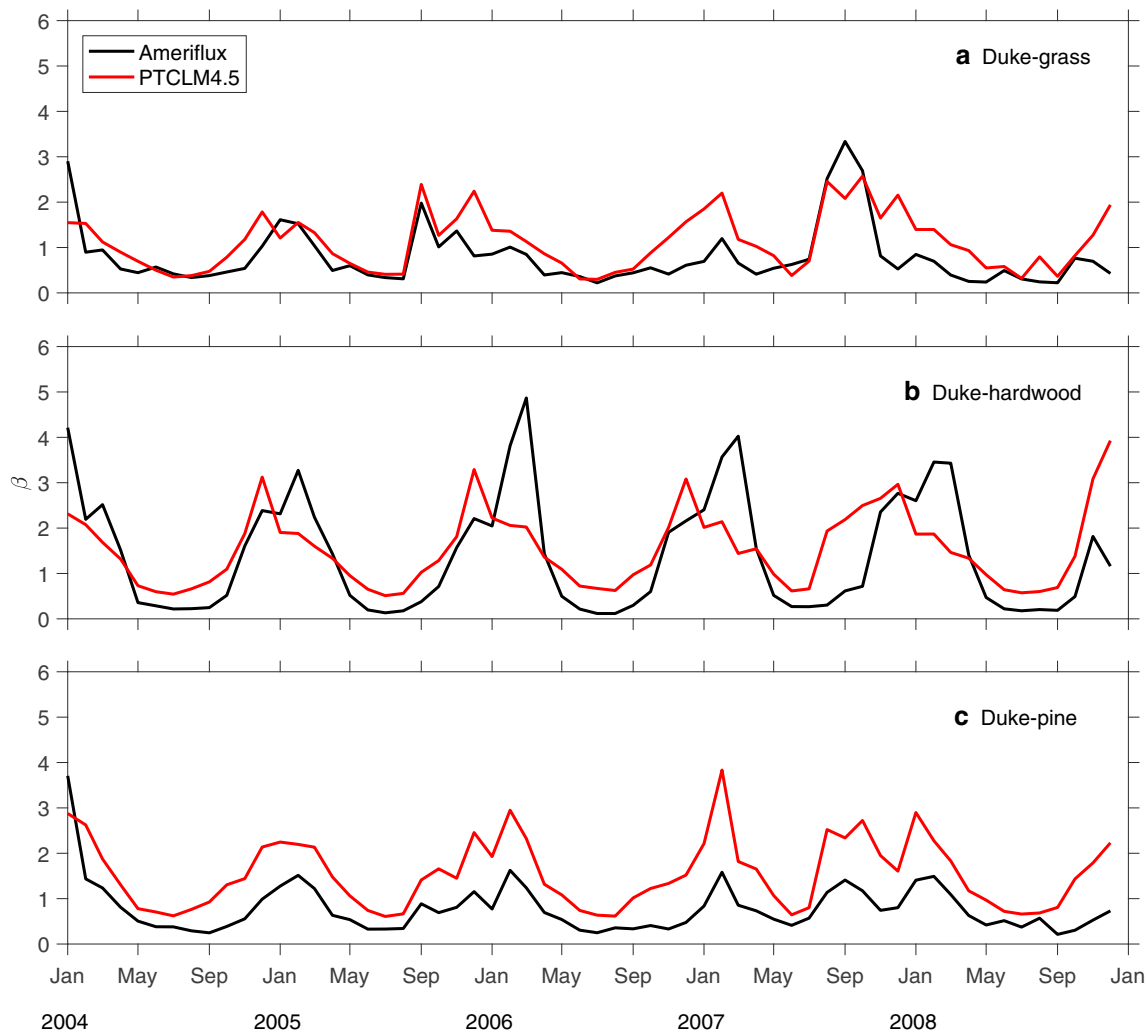 6
5
4
3
2
1
0
Ameriflux
PTCLM4.5
a Duke-grass
6
5
4
3
2
1
0
b Duke-hardwood
β
6
5
4
3
2
1
0
c Duke-pine
Jan May Sep Jan May Sep Jan May Sep Jan May Sep Jan May Sep Jan
2004 2005 2006 2007 2008